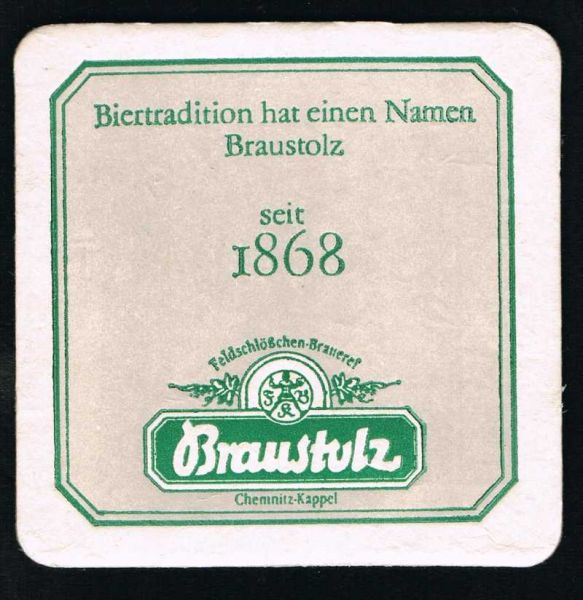 Biertradition hat einen Namen
Braustolz
seit
1868
Feldschlößchen-Brauerei
Braustolz
Chemnitz-Kappel